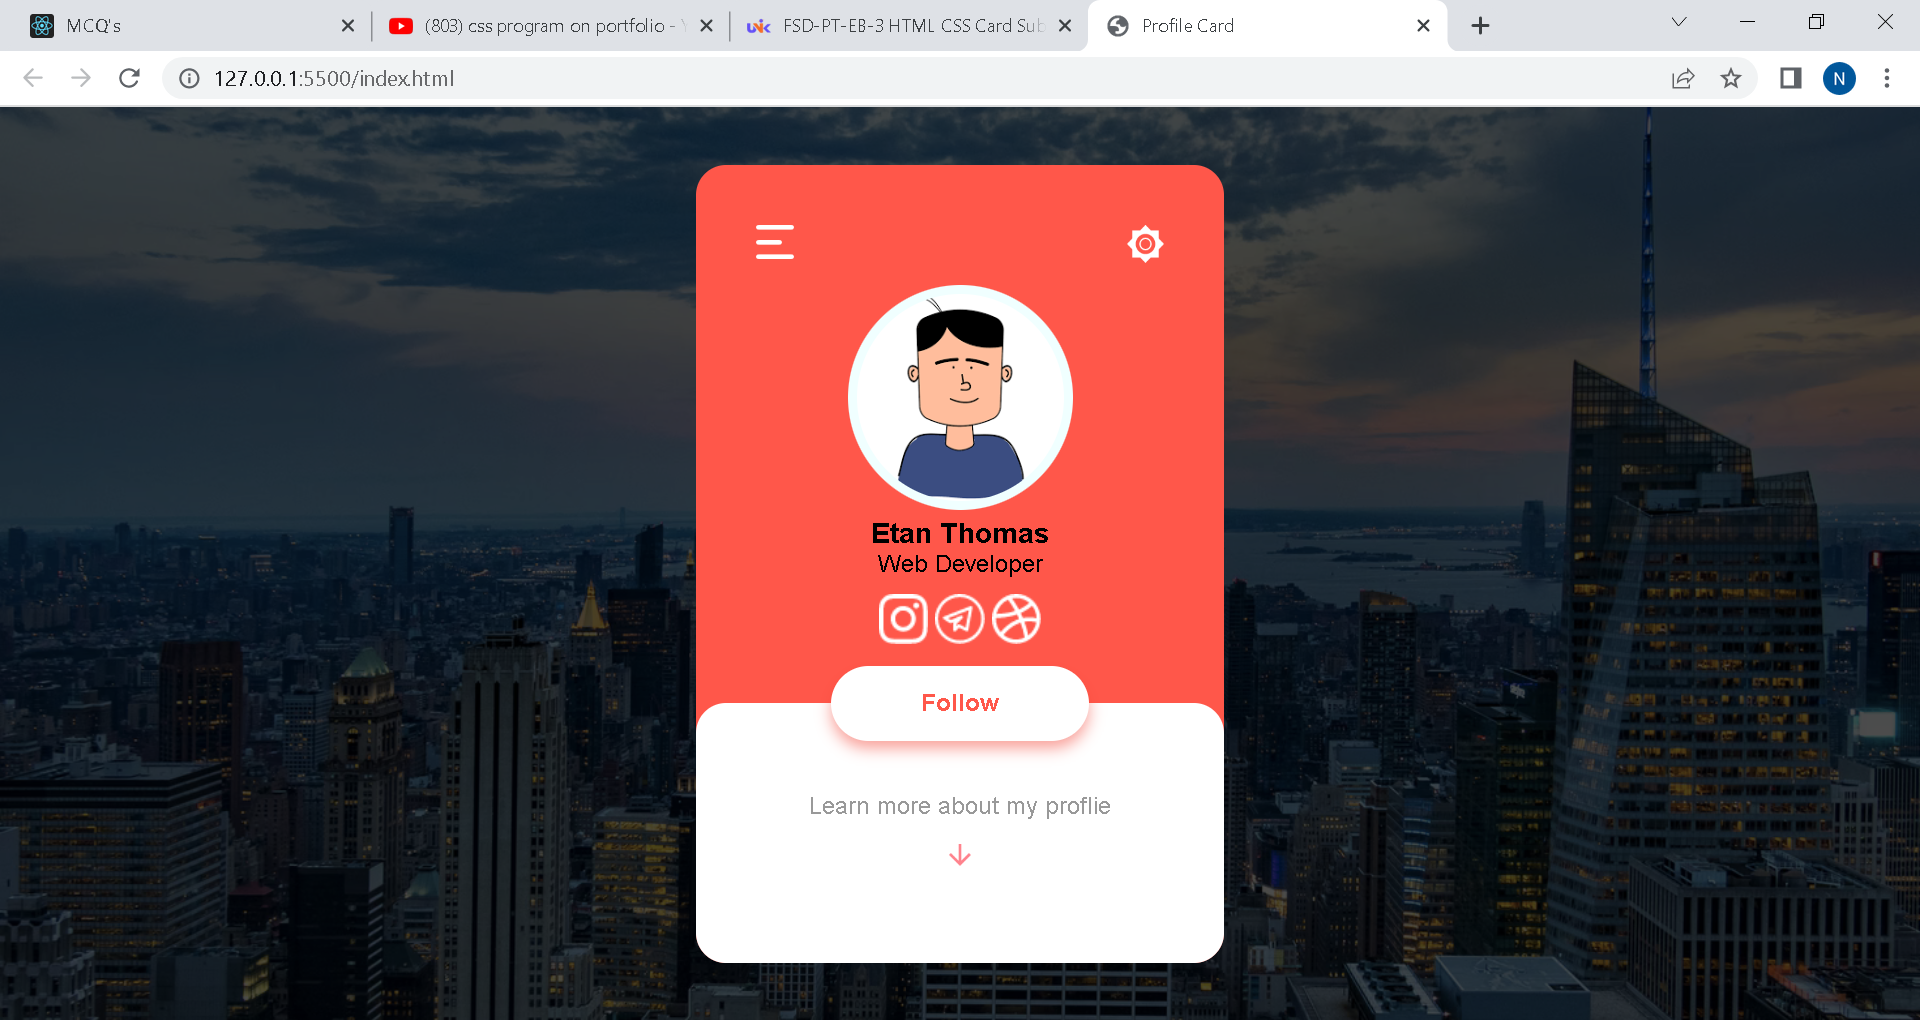 MCQ's
(803) css program on portfolio - Y
FSD-PT-EB-3 HTML CSS Card Sub
Profile Card
127.0.0.1:5500/index.html
N
Etan Thomas
Web Developer
Follow
Learn more about my proflie